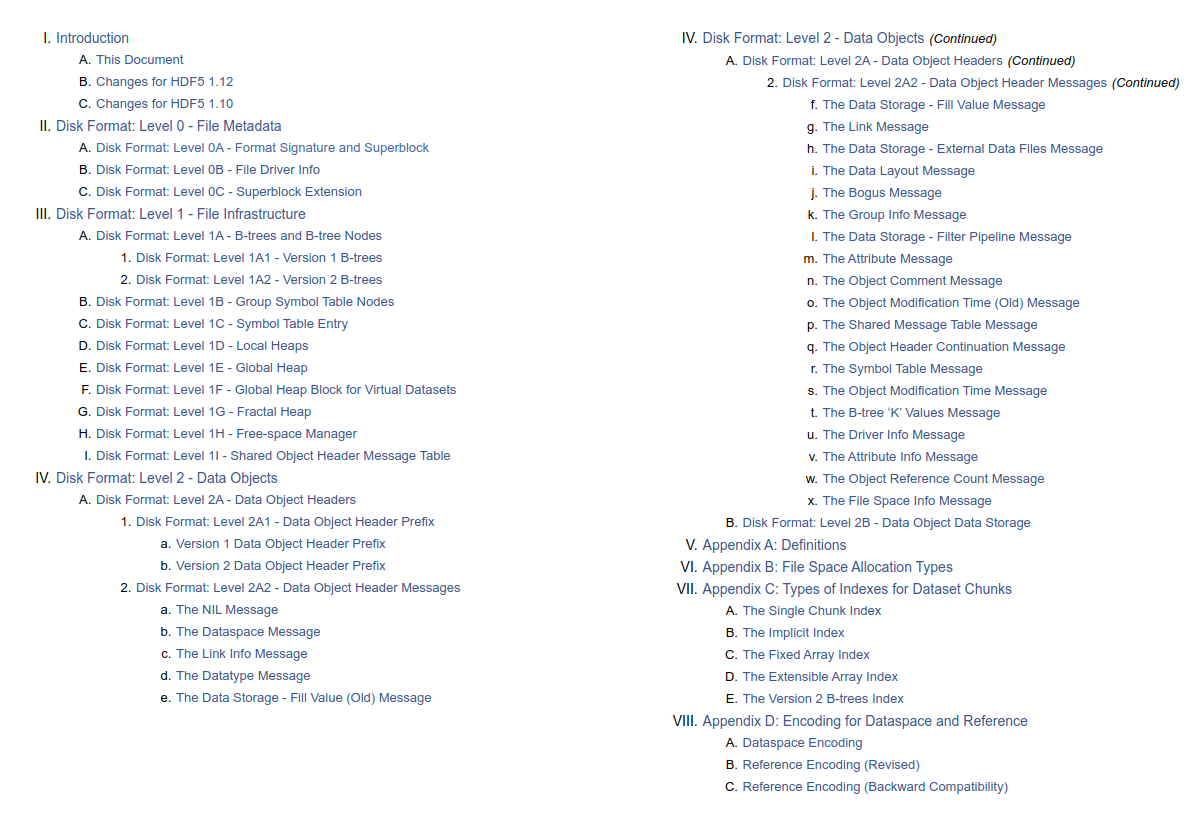 I. Introduction
A. This Document
B. Changes for HDF5 1.12
C. Changes for HDF5 1.10
II. Disk Format: Level 0 - File Metadata
A. Disk Format: Level 0A - Format Signature and Superblock
B. Disk Format: Level 0B - File Driver Info
C. Disk Format: Level 0C - Superblock Extension
III. Disk Format: Level 1 - File Infrastructure
A. Disk Format: Level 1A - B-trees and B-tree Nodes
1. Disk Format: Level 1A1 - Version 1 B-trees
2. Disk Format: Level 1A2 - Version 2 B-trees
B. Disk Format: Level 1B - Group Symbol Table Nodes
C. Disk Format: Level 1C - Symbol Table Entry
D. Disk Format: Level 1D - Local Heaps
E. Disk Format: Level 1E - Global Heap
F. Disk Format: Level 1F - Global Heap Block for Virtual Datasets
G. Disk Format: Level 1G - Fractal Heap
H. Disk Format: Level 1H - Free-space Manager
I. Disk Format: Level 1I - Shared Object Header Message Table
IV. Disk Format: Level 2 - Data Objects
A. Disk Format: Level 2A - Data Object Headers
1. Disk Format: Level 2A1 - Data Object Header Prefix
a. Version 1 Data Object Header Prefix
b. Version 2 Data Object Header Prefix
2. Disk Format: Level 2A2 - Data Object Header Messages
a. The NIL Message
b. The Dataspace Message
c. The Link Info Message
d. The Datatype Message
e. The Data Storage - Fill Value (Old) Message
IV. Disk Format: Level 2 - Data Objects (Continued)
A. Disk Format: Level 2A - Data Object Headers (Continued)
2. Disk Format: Level 2A2 - Data Object Header Messages (Continued)
f. The Data Storage - Fill Value Message
g. The Link Message
h. The Data Storage - External Data Files Message
i. The Data Layout Message
j. The Bogus Message
k. The Group Info Message
l. The Data Storage - Filter Pipeline Message
m. The Attribute Message
n. The Object Comment Message
o. The Object Modification Time (Old) Message
p. The Shared Message Table Message
q. The Object Header Continuation Message
r. The Symbol Table Message
s. The Object Modification Time Message
t. The B-tree ‘K’ Values Message
u. The Driver Info Message
v. The Attribute Info Message
w. The Object Reference Count Message
x. The File Space Info Message
B. Disk Format: Level 2B - Data Object Data Storage
V. Appendix A: Definitions
VI. Appendix B: File Space Allocation Types
VII. Appendix C: Types of Indexes for Dataset Chunks
A. The Single Chunk Index
B. The Implicit Index
C. The Fixed Array Index
D. The Extensible Array Index
E. The Version 2 B-trees Index
VIII. Appendix D: Encoding for Dataspace and Reference
A. Dataspace Encoding
B. Reference Encoding (Revised)
C. Reference Encoding (Backward Compatibility)